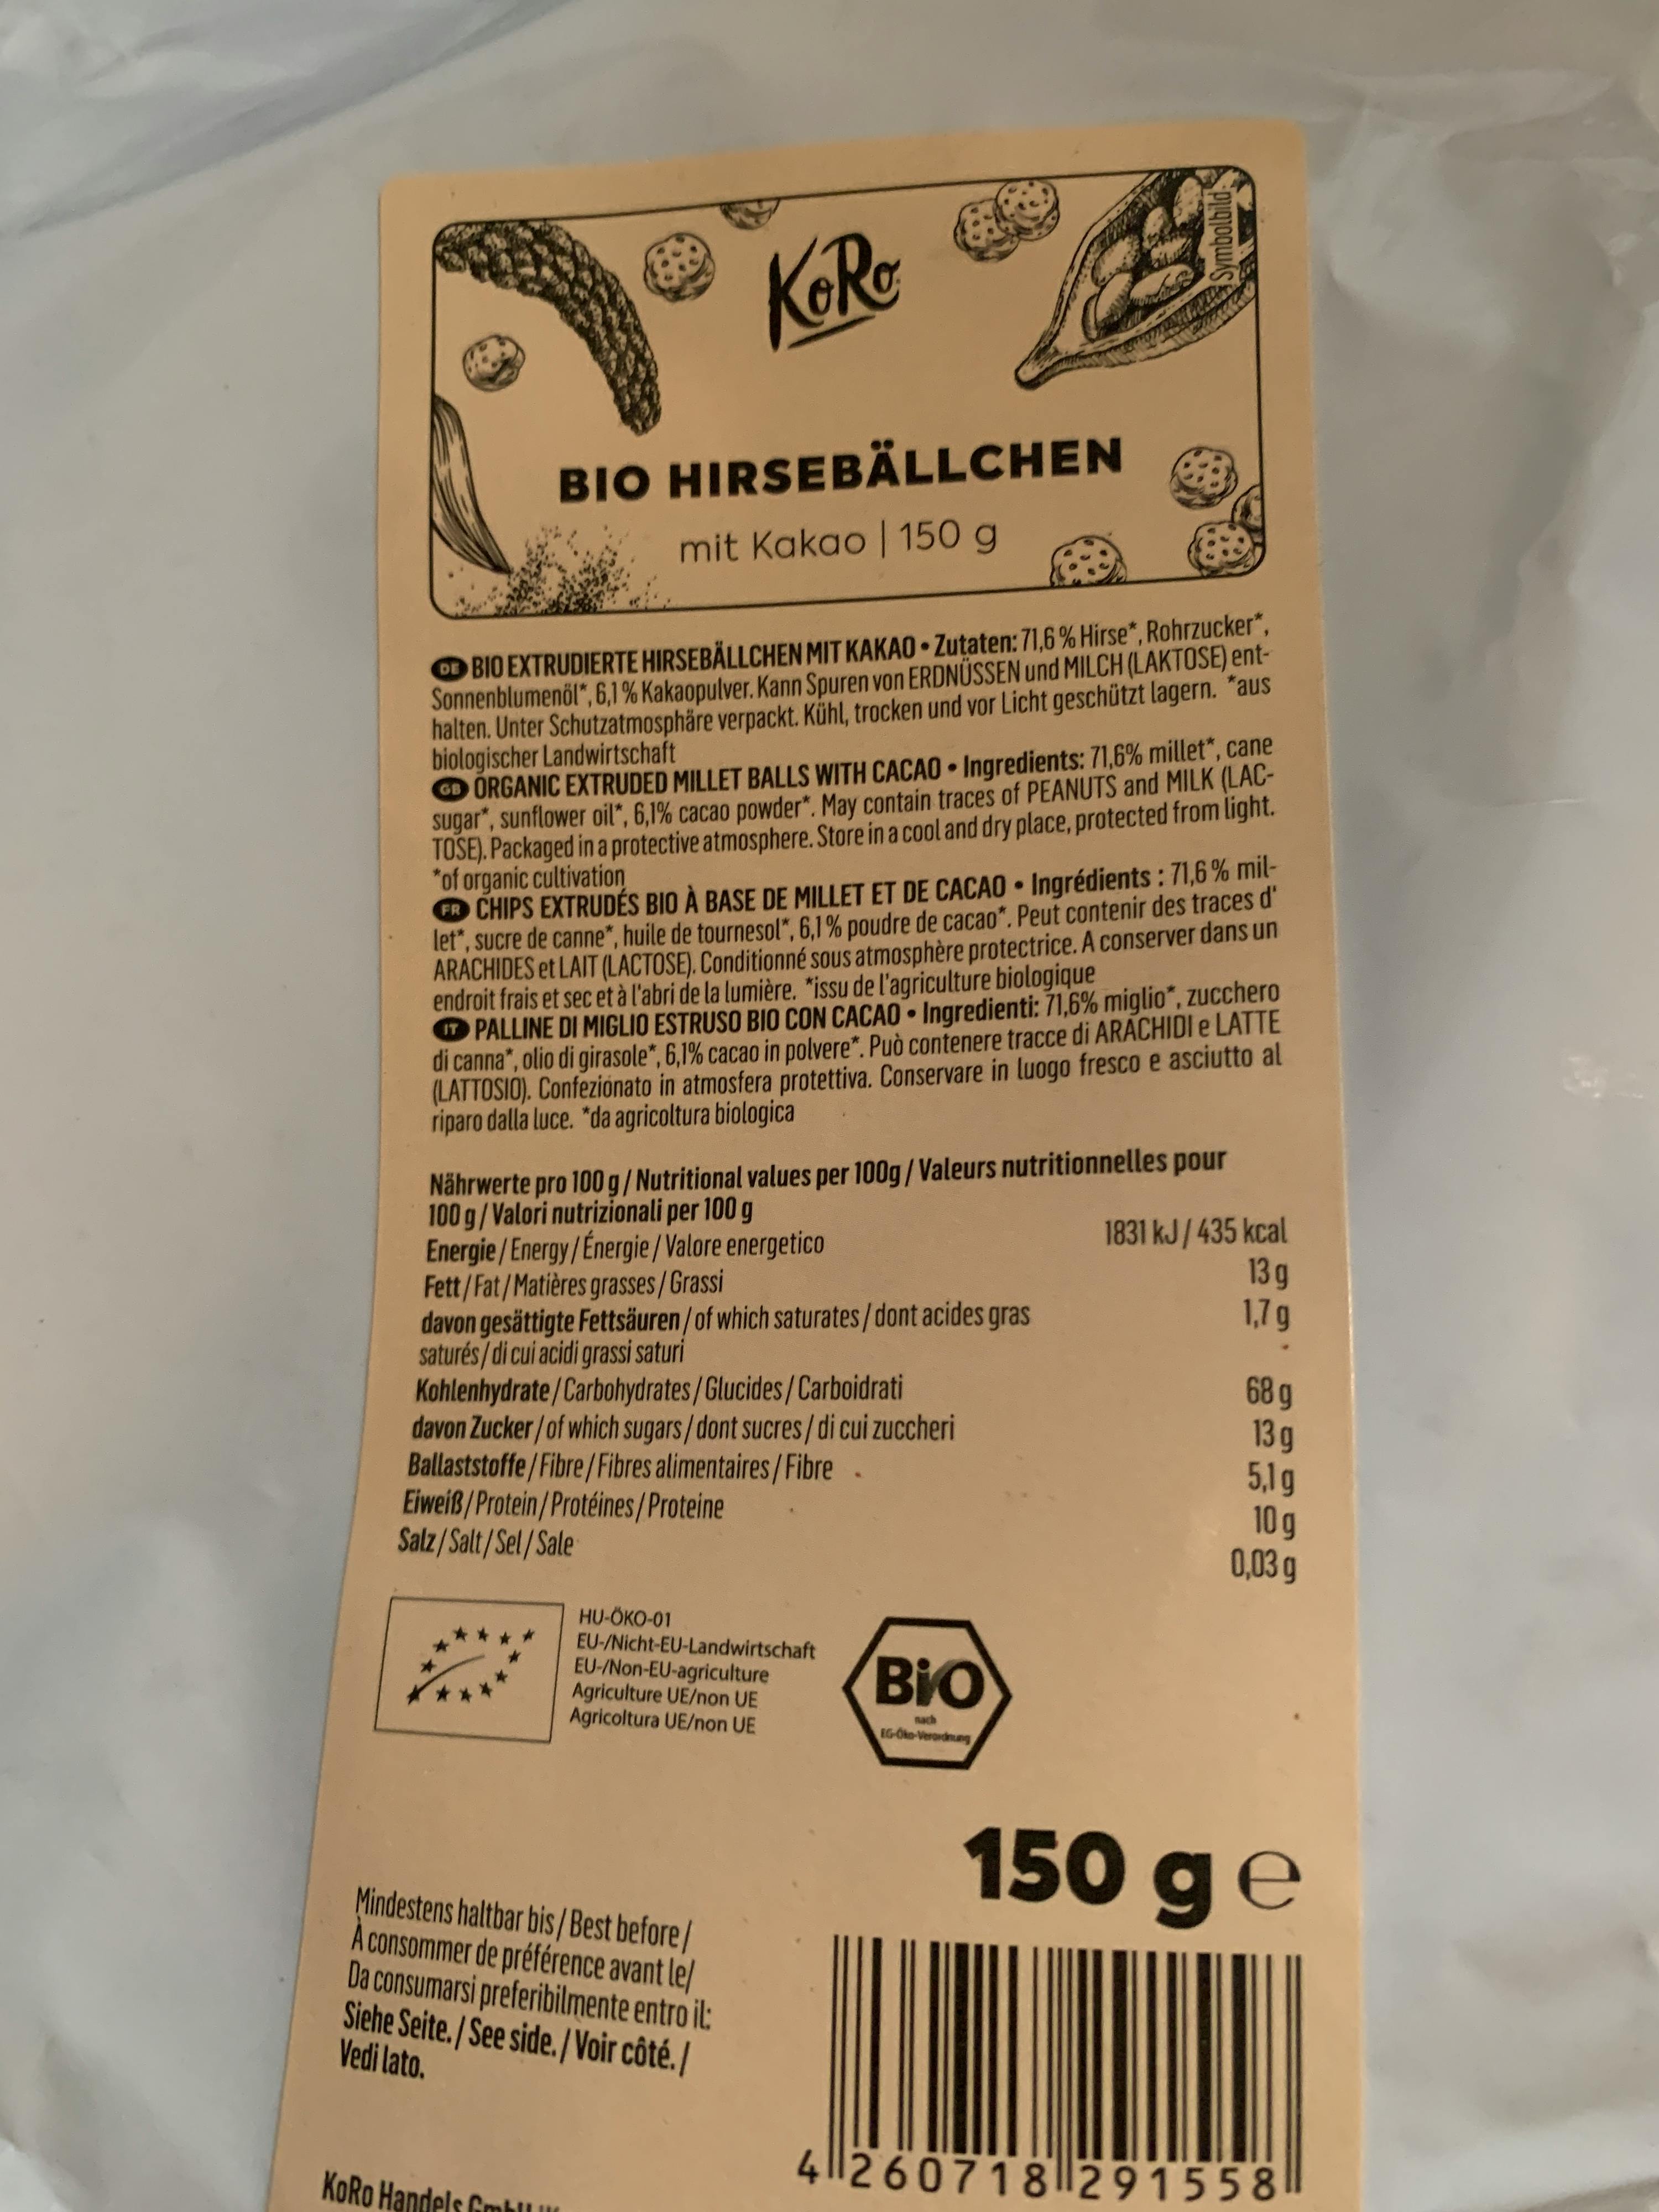 KoRo
Symbolbild
BIO HIRSEBÄLLCHEN
mit Kakao | 150 g
DE BIO EXTRUDIERTE HIRSEBÄLLCHEN MIT KAKAO • Zutaten: 71,6 % Hirse*, Rohrzucker*,
Sonnenblumenöl*, 6,1 % Kakaopulver. Kann Spuren von ERDNÜSSEN und MILCH (LAKTOSE) ent-
halten. Unter Schutzatmosphäre verpackt. Kühl, trocken und vor Licht geschützt lagern. *aus
biologischer Landwirtschaft
GB ORGANIC EXTRUDED MILLET BALLS WITH CACAO • Ingredients: 71,6% millet*, cane
sugar*, sunflower oil*, 6,1% cacao powder*. May contain traces of PEANUTS and MILK (LAC-
TOSE). Packaged in a protective atmosphere. Store in a cool and dry place, protected from light.
*of organic cultivation
FR CHIPS EXTRUDÉS BIO À BASE DE MILLET ET DE CACAO • Ingrédients : 71,6 % mil-
let*, sucre de canne*, huile de tournesol*, 6,1 % poudre de cacao*. Peut contenir des traces d'
ARACHIDES et LAIT (LACTOSE). Conditionné sous atmosphère protectrice. A conserver dans un
endroit frais et sec et à l'abri de la lumière. *issu de l'agriculture biologique
IT PALLINE DI MIGLIO ESTRUSO BIO CON CACAO • Ingredienti: 71,6% miglio*, zucchero
di canna*, olio di girasole*, 6,1% cacao in polvere*. Può contenere tracce di ARACHIDI e LATTE
(LATTOSIO). Confezionato in atmosfera protettiva. Conservare in luogo fresco e asciutto al
riparo dalla luce. *da agricoltura biologica
Nährwerte pro 100 g / Nutritional values per 100g / Valeurs nutritionnelles pour
100 g / Valori nutrizionali per 100 g
Energie / Energy / Énergie / Valore energetico 1831 kJ / 435 kcal
Fett / Fat / Matières grasses / Grassi 13 g
davon gesättigte Fettsäuren / of which saturates / dont acides gras 1,7 g
saturés / di cui acidi grassi saturi
Kohlenhydrate / Carbohydrates / Glucides / Carboidrati 68 g
davon Zucker / of which sugars / dont sucres / di cui zuccheri 13 g
Ballaststoffe / Fibre / Fibres alimentaires / Fibre 5,1 g
Eiweiß / Protein / Protéines / Proteine 10 g
Salz / Salt / Sel / Sale 0,03 g
HU-ÖKO-01
EU-/Nicht-EU-Landwirtschaft
EU-/Non-EU-agriculture
Agriculture UE/non UE
Agricoltura UE/non UE
Bio
nach
EG-Öko-Verordnung
150 g e
Mindestens haltbar bis / Best before /
À consommer de préférence avant le/
Da consumarsi preferibilmente entro il:
Siehe Seite. / See side. / Voir côté. /
Vedi lato.
4 260718 291558
KoRo Handels GmbH